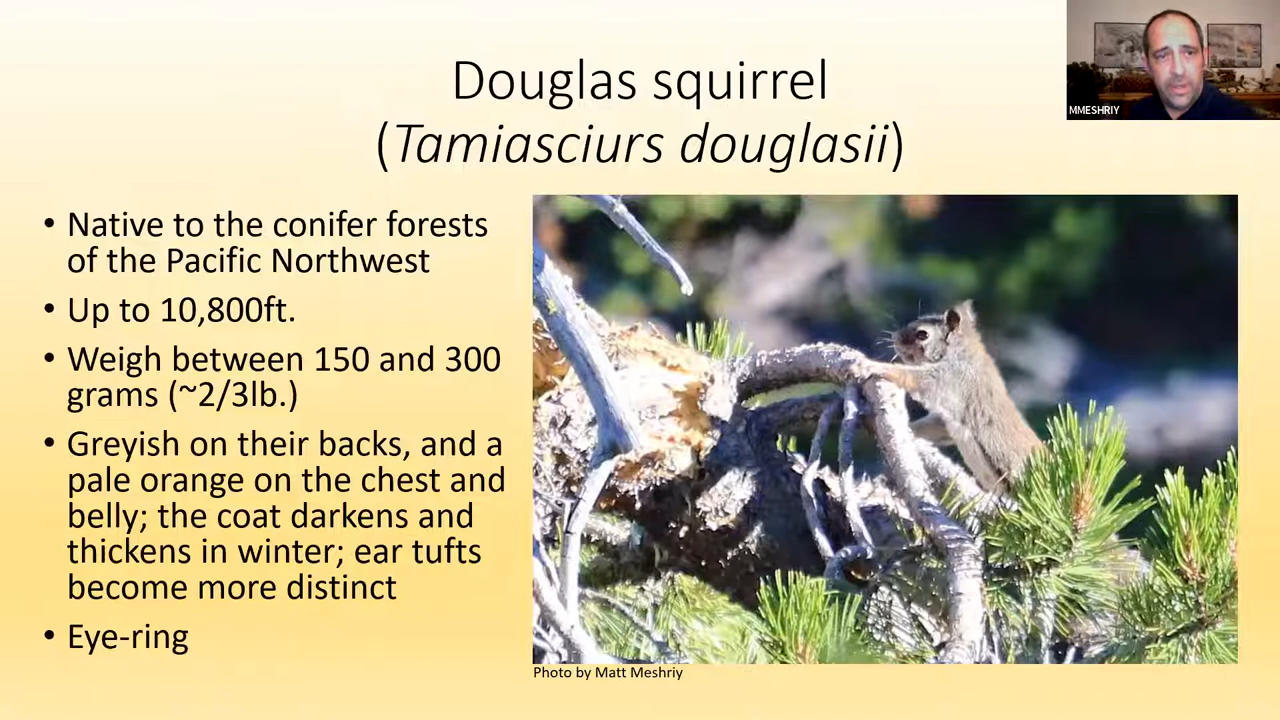 MMESHRIY
Douglas squirrel
(Tamiasciurs douglasii)
• Native to the conifer forests
of the Pacific Northwest
• Up to 10,800ft.
• Weigh between 150 and 300
grams (~2/3lb.)
• Greyish on their backs, and a
pale orange on the chest and
belly; the coat darkens and
thickens in winter; ear tufts
become more distinct
• Eye-ring
Photo by Matt Meshriy